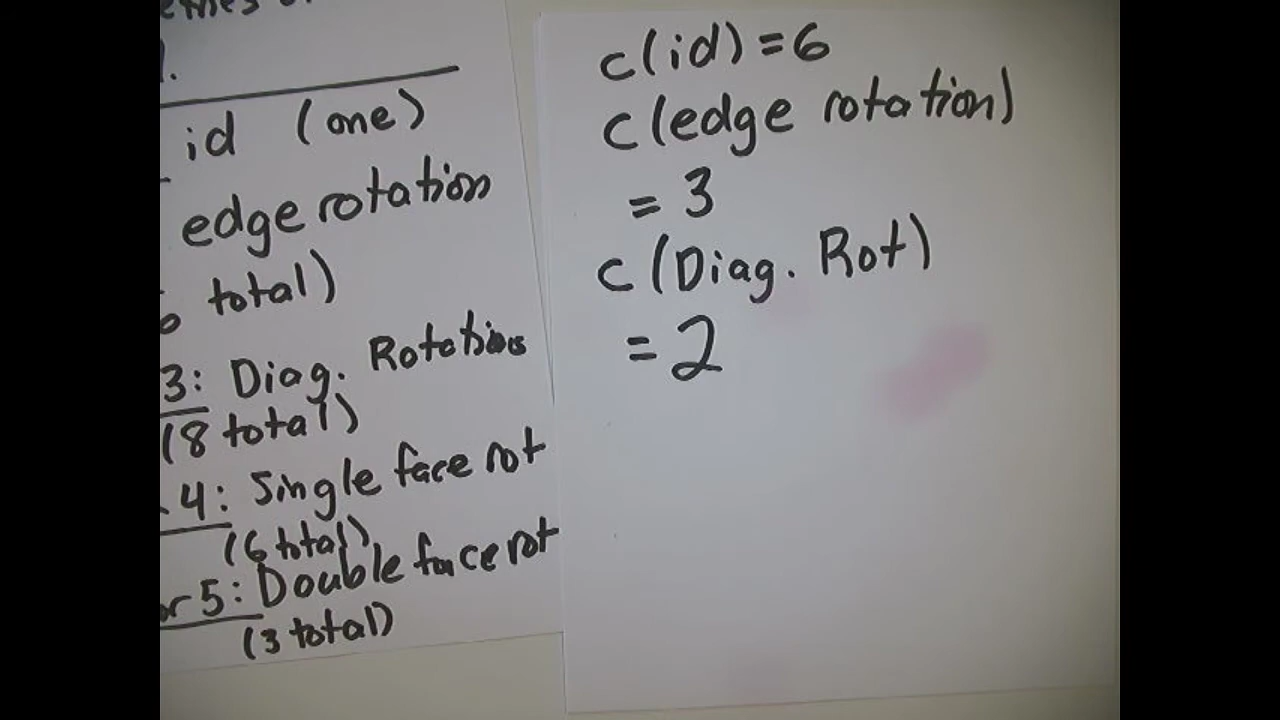 id (one)
edge rotation
total)
3: Diag. Rotations
(8 total)
4: Single face rot
(6 total)
or 5: Double face rot
(3 total)
c(id) = 6
c(edge rotation)
= 3
c(Diag. Rot)
= 2